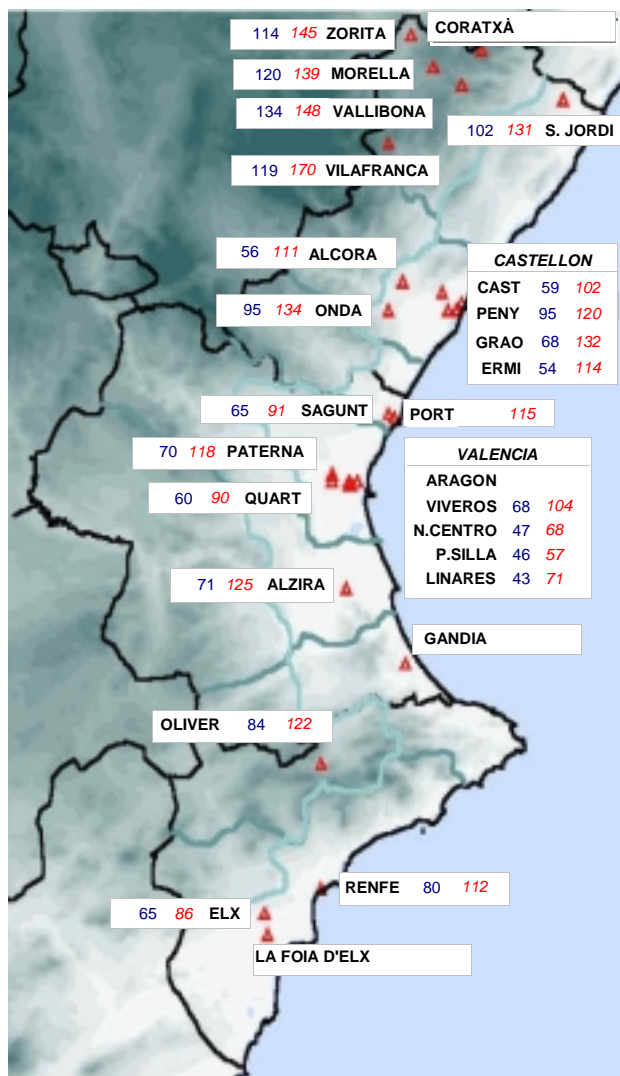 114 145 ZORITA
CORATXÀ
120 139 MORELLA
134 148 VALLIBONA
102 131 S. JORDI
119 170 VILAFRANCA
56 111 ALCORA
CASTELLON
CAST 59 102
PENY 95 120
GRAO 68 132
ERMI 54 114
95 134 ONDA
65 91 SAGUNT
PORT 115
70 118 PATERNA
60 90 QUART
VALENCIA
ARAGON
VIVEROS 68 104
N.CENTRO 47 68
P.SILLA 46 57
LINARES 43 71
71 125 ALZIRA
GANDIA
OLIVER 84 122
RENFE 80 112
65 86 ELX
LA FOIA D'ELX